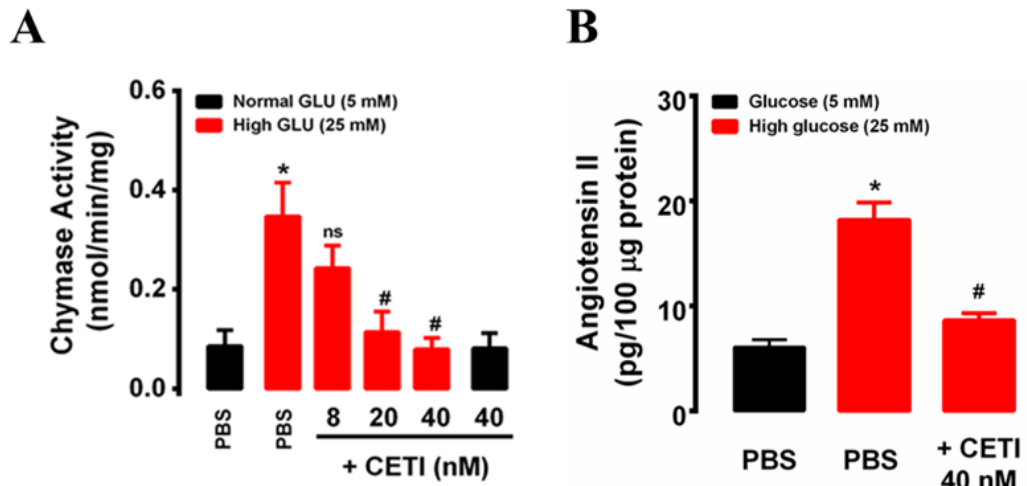 A
B
Chymase Activity
(nmol/min/mg)
0.6
0.4
0.2
0.0
Normal GLU (5 mM)
High GLU (25 mM)
*
ns
#
#
PBS
PBS
8
20
40
40
+ CETI (nM)
Angiotensin II
(pg/100 µg protein)
30
20
10
0
Glucose (5 mM)
High glucose (25 mM)
*
#
PBS
PBS
+ CETI
40 nM